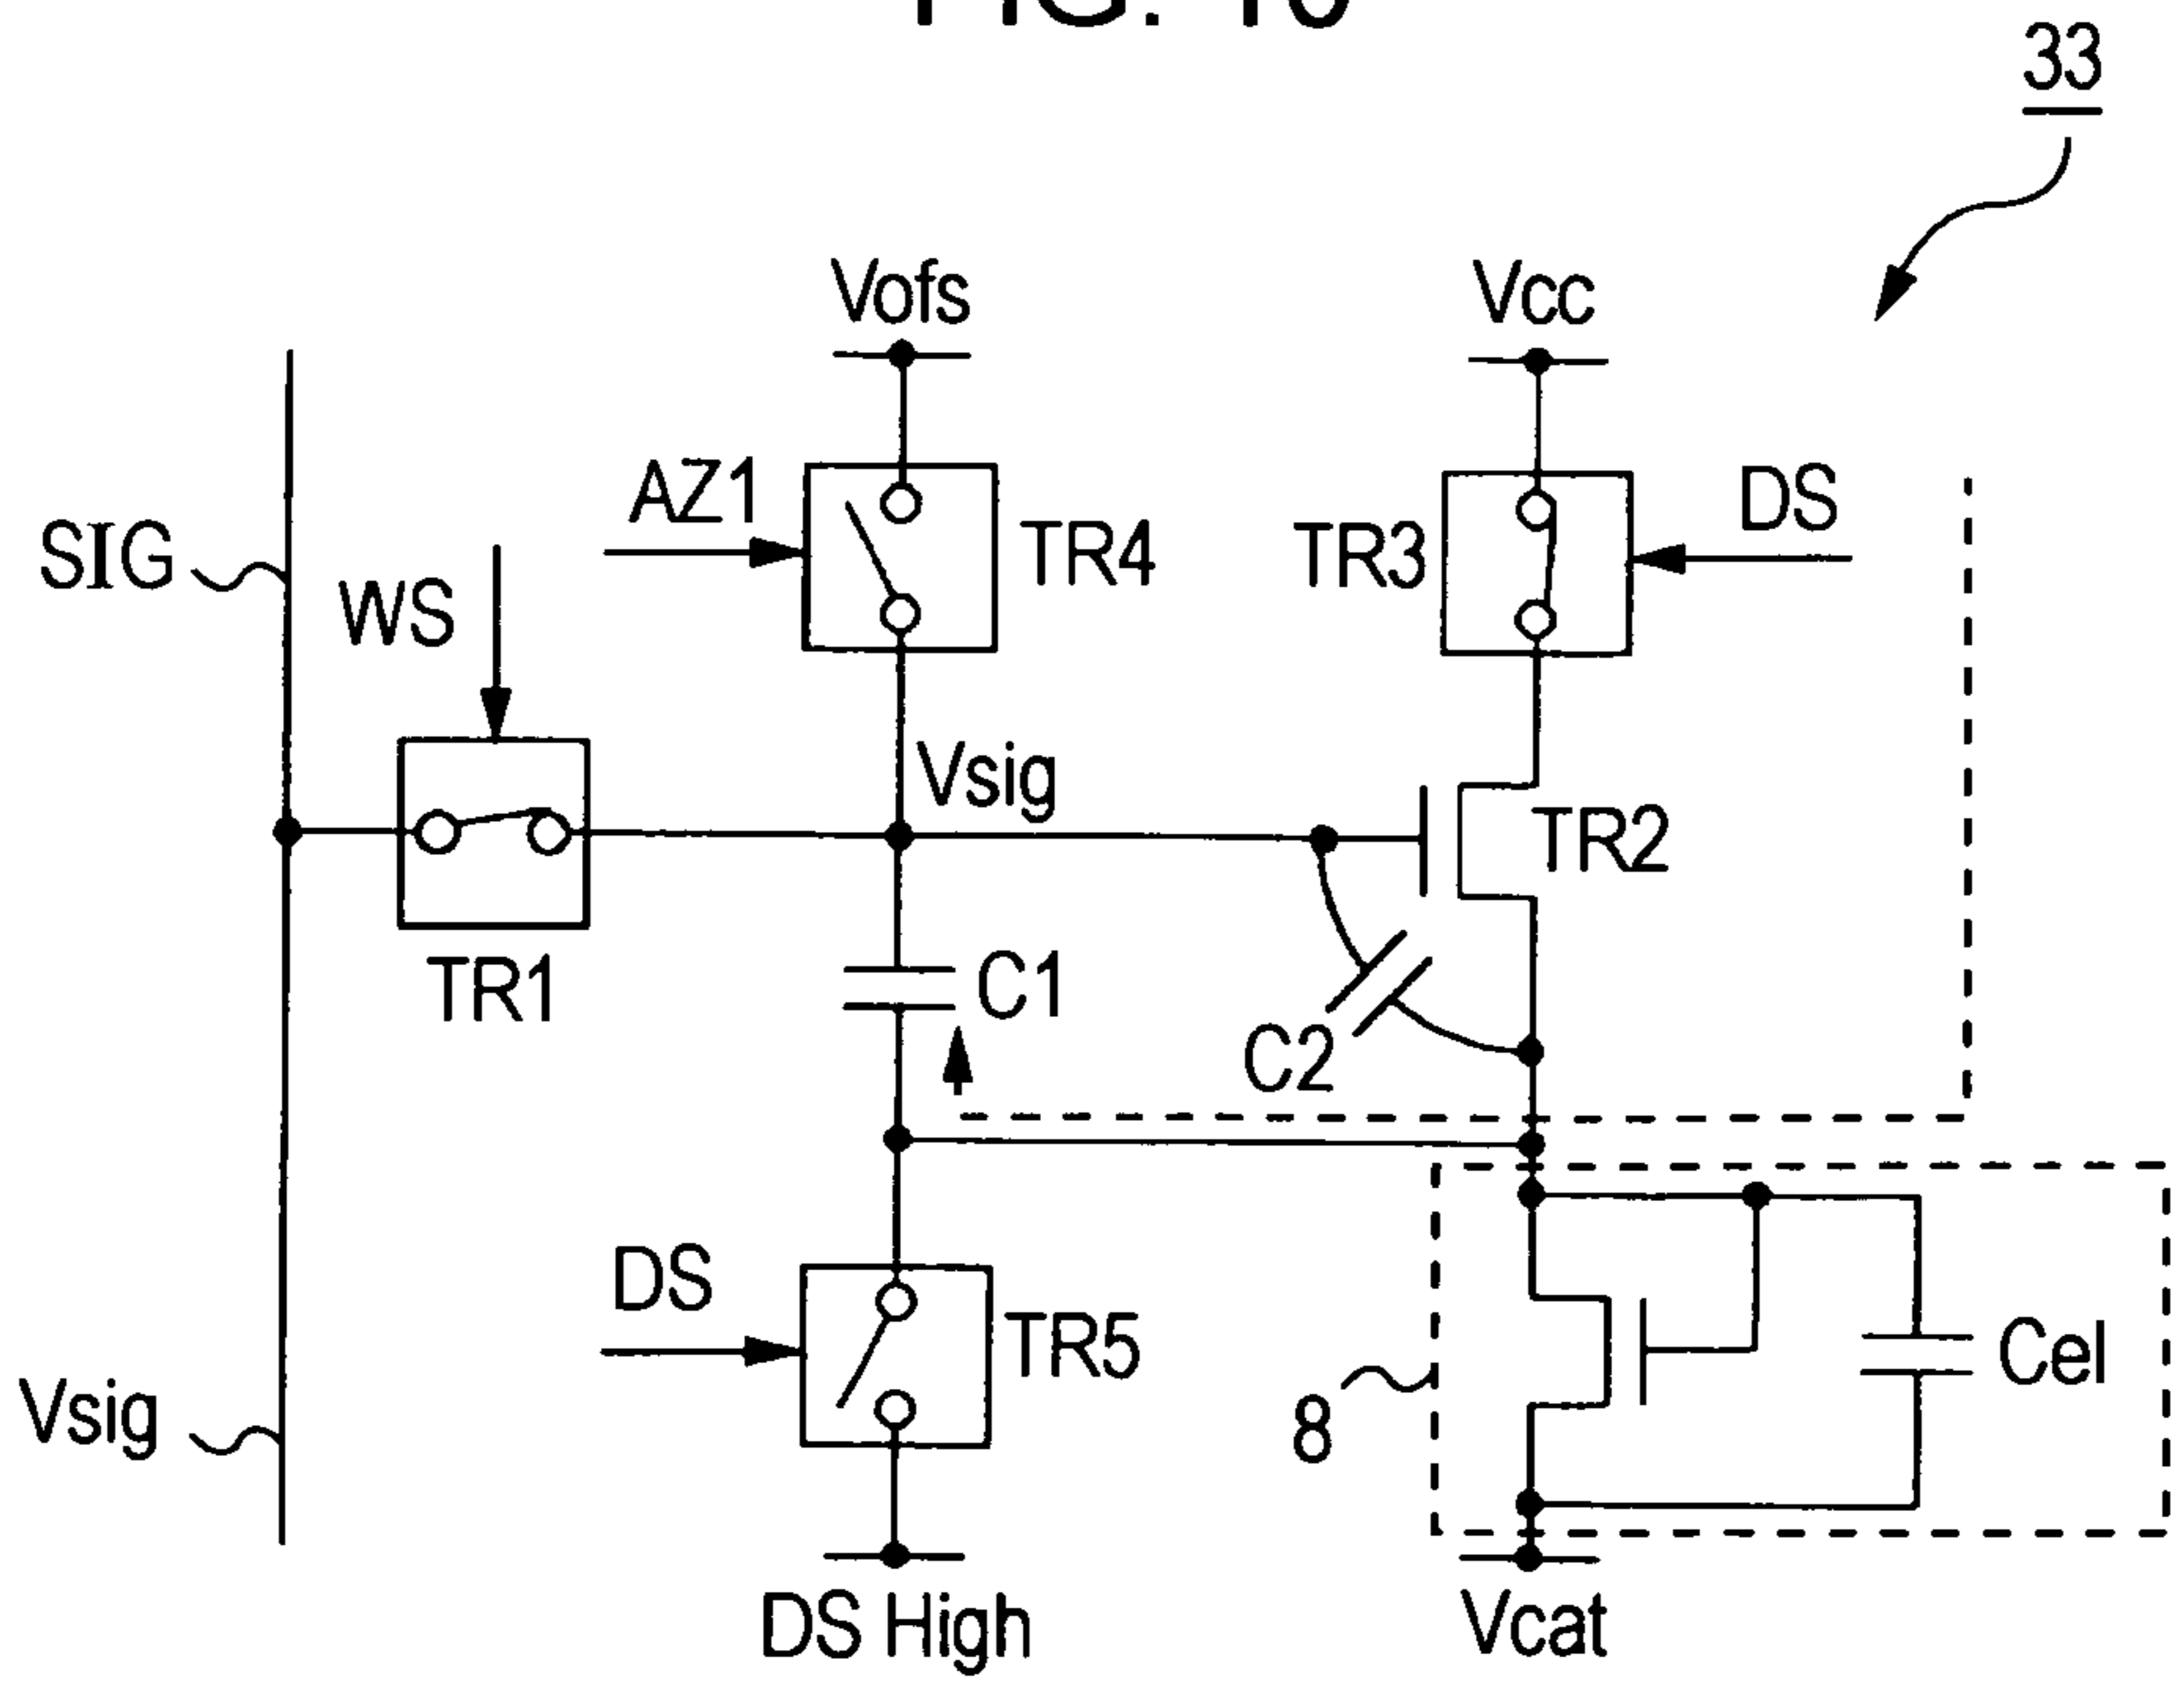 33
Vofs
Vcc
AZ1
TR4
TR3
DS
SIG
WS
Vsig
TR2
TR1
C1
C2
DS
TR5
Cel
8
Vsig
DS High
Vcat